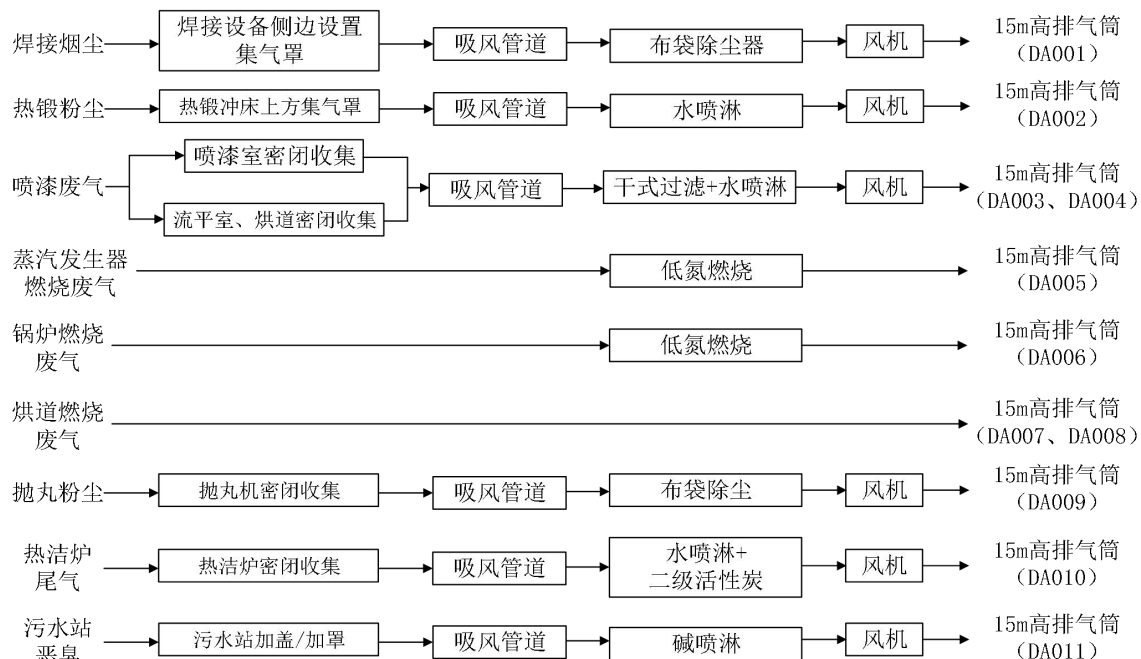 焊接烟尘
焊接设备侧边设置
集气罩
吸风管道
布袋除尘器
风机
15m高排气筒
（DA001）
热锻粉尘
热锻冲床上方集气罩
吸风管道
水喷淋
风机
15m高排气筒
（DA002）
喷漆废气
喷漆室密闭收集
流平室、烘道密闭收集
吸风管道
干式过滤+水喷淋
风机
15m高排气筒
（DA003、DA004）
蒸汽发生器
燃烧废气
低氮燃烧
15m高排气筒
（DA005）
锅炉燃烧
废气
低氮燃烧
15m高排气筒
（DA006）
烘道燃烧
废气
15m高排气筒
（DA007、DA008）
抛丸粉尘
抛丸机密闭收集
吸风管道
布袋除尘
风机
15m高排气筒
（DA009）
热洁炉
尾气
热洁炉密闭收集
吸风管道
水喷淋+
二级活性炭
风机
15m高排气筒
（DA010）
污水站
恶臭
污水站加盖/加罩
吸风管道
碱喷淋
风机
15m高排气筒
（DA011）